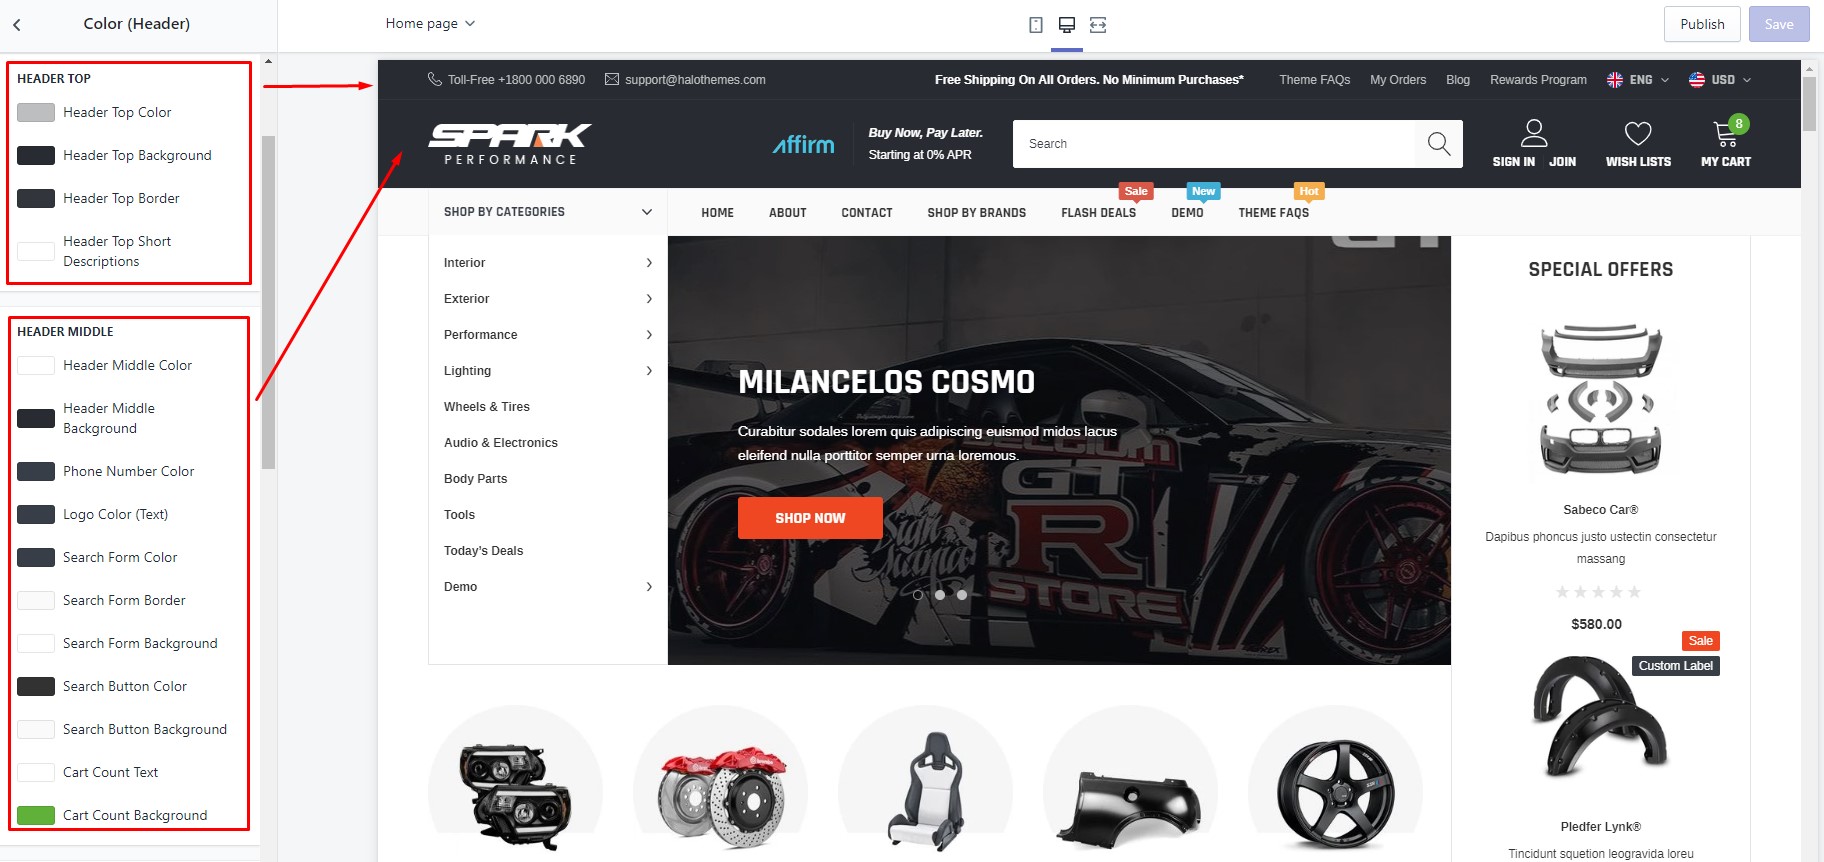 Color (Header)
Home page
Publish
Save
HEADER TOP
Header Top Color
Header Top Background
Header Top Border
Header Top Short
Descriptions
HEADER MIDDLE
Header Middle Color
Header Middle
Background
Phone Number Color
Logo Color (Text)
Search Form Color
Search Form Border
Search Form Background
Search Button Color
Search Button Background
Cart Count Text
Cart Count Background
Toll-Free +1800 000 6890
support@halothemes.com
Free Shipping On All Orders. No Minimum Purchases*
Theme FAQs
My Orders
Blog
Rewards Program
ENG
USD
SPARK
PERFORMANCE
affirm
Buy Now, Pay Later.
Starting at 0% APR
Search
SIGN IN
JOIN
WISH LISTS
8
MY CART
SHOP BY CATEGORIES
HOME
ABOUT
CONTACT
SHOP BY BRANDS
Sale
FLASH DEALS
New
DEMO
Hot
THEME FAQS
Interior
Exterior
Performance
Lighting
Wheels & Tires
Audio & Electronics
Body Parts
Tools
Today's Deals
Demo
GT
MILANCELOS COSMO
Curabitur sodales lorem quis adipiscing euismod midos lacus
eleifend nulla porttitor semper urna loremous.
SHOP NOW
BELGIUM
GT
R
STORE
SPECIAL OFFERS
Sabeco Car®
Dapibus phoncus justo ustectin consectetur
massang
$580.00
Sale
Custom Label
Pledfer Lynk®
Tincidunt squetion leogravida loreu